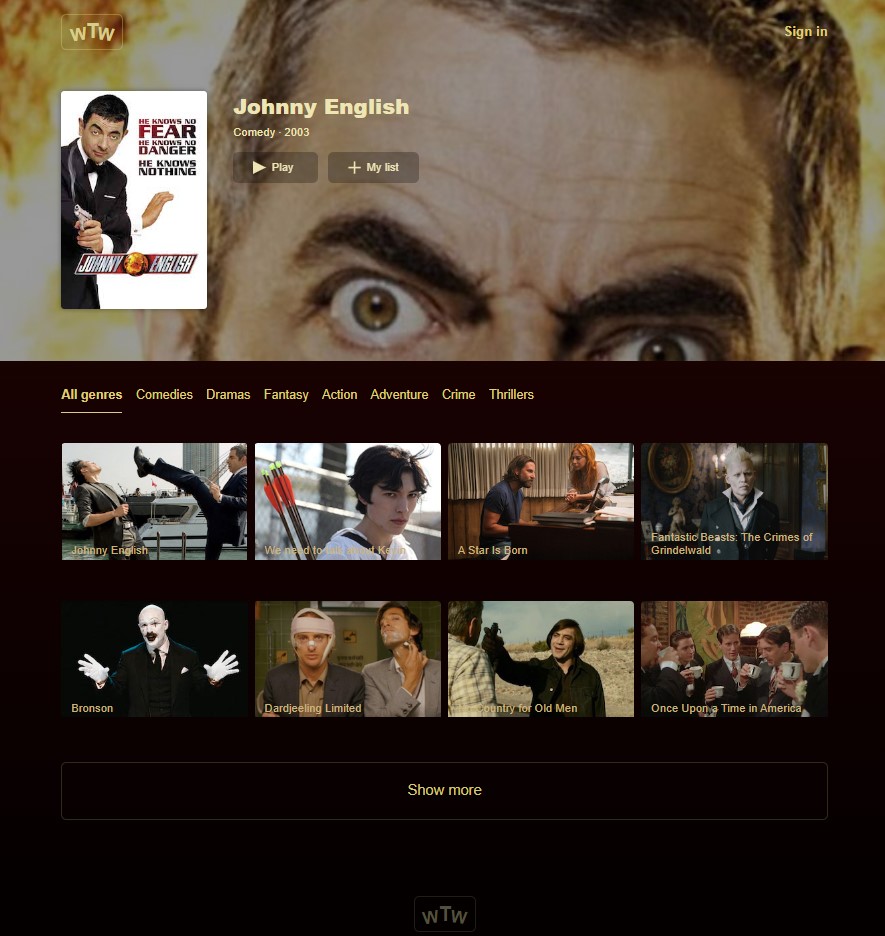 WTW
Sign in
HE KNOWS NO
FEAR
HE KNOWS NO
DANGER
HE KNOWS
NOTHING
JOHNNY ENGLISH
Johnny English
Comedy · 2003
Play
My list
All genres Comedies Dramas Fantasy Action Adventure Crime Thrillers
Johnny English
We need to talk about Kevin
A Star Is Born
Fantastic Beasts: The Crimes of
Grindelwald
Bronson
Dardjeeling Limited
Country for Old Men
Once Upon a Time in America
Show more
WTW